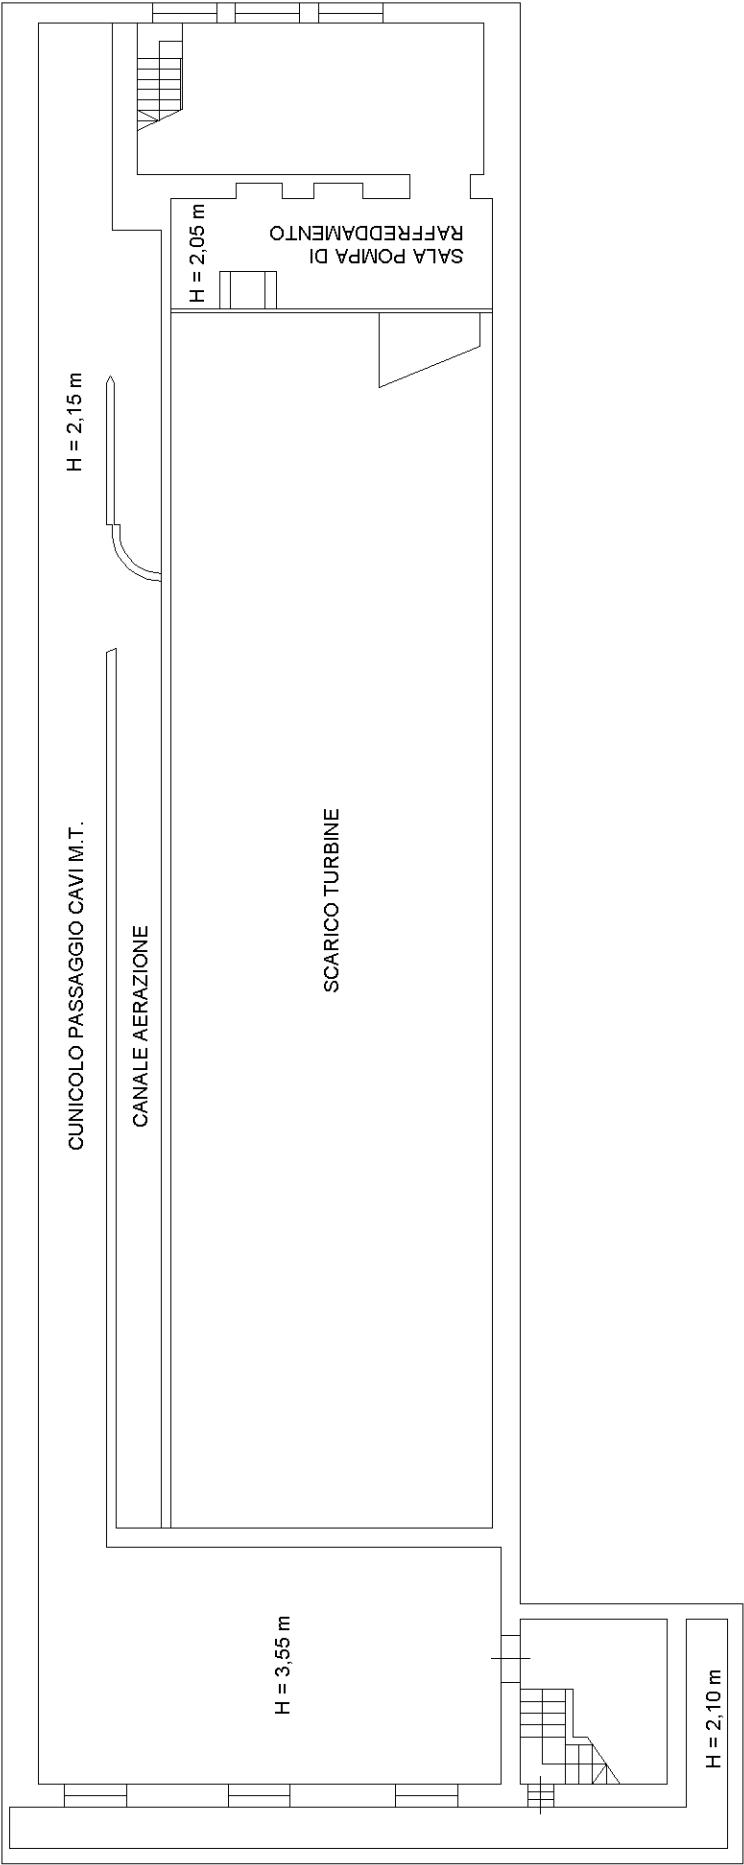 H = 2,05 m
SALA POMPA DI
RAFFREDDAMENTO
H = 2,15 m
CUNICOLO PASSAGGIO CAVI M.T.
CANALE AERAZIONE
SCARICO TURBINE
H = 3,55 m
H = 2,10 m